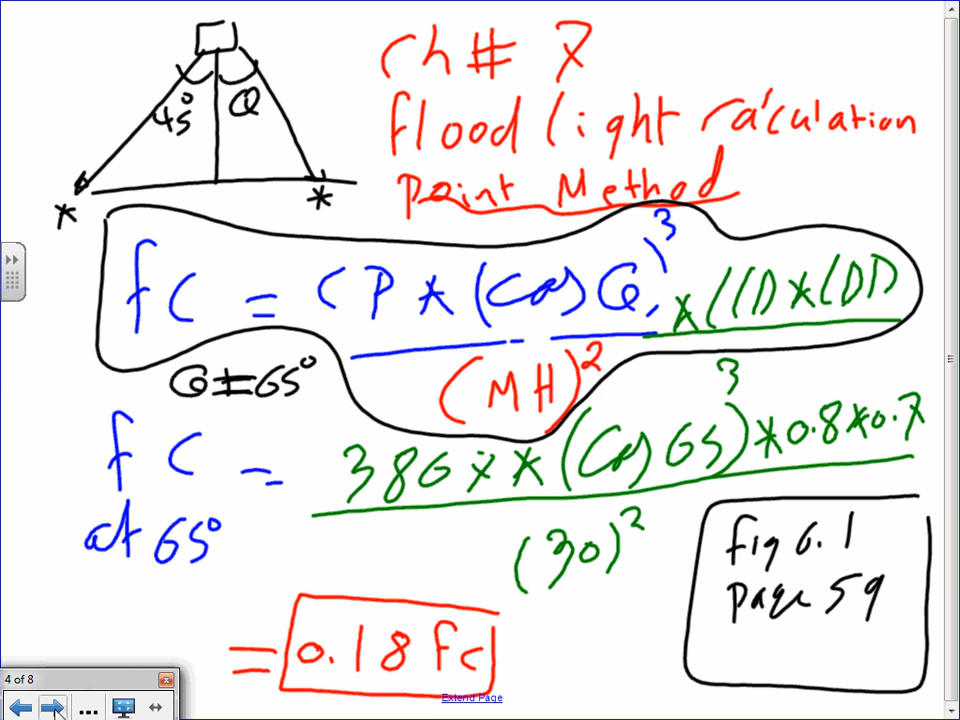 Ch # 7
flood light calculation
Point Method
45° Q
* *
fC = CP * (Cos Q)³ * LLD * LDD
(MH)²
Q = 65°
fC at 65° = 3867 * (Cos 65)³ * 0.8 * 0.7
(30)²
fig 6.1
page 59
= 0.18 fc
4 of 8
Extend Page